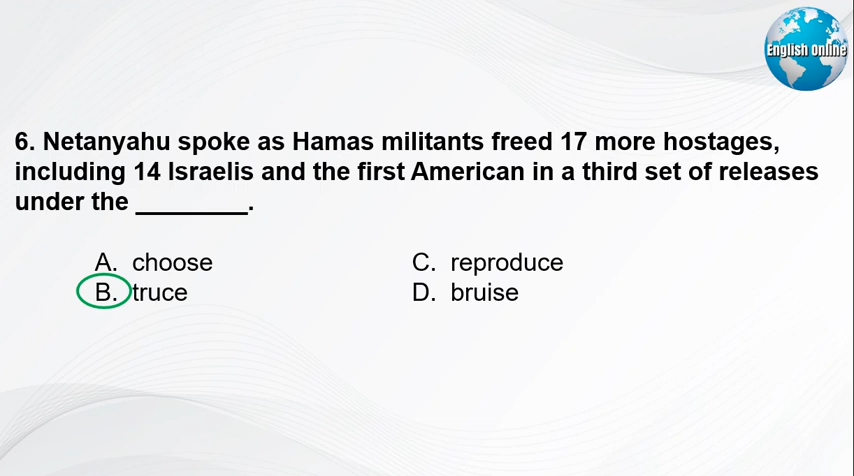 English Online
6. Netanyahu spoke as Hamas militants freed 17 more hostages,
including 14 Israelis and the first American in a third set of releases
under the ________.
A. choose
B. truce
C. reproduce
D. bruise